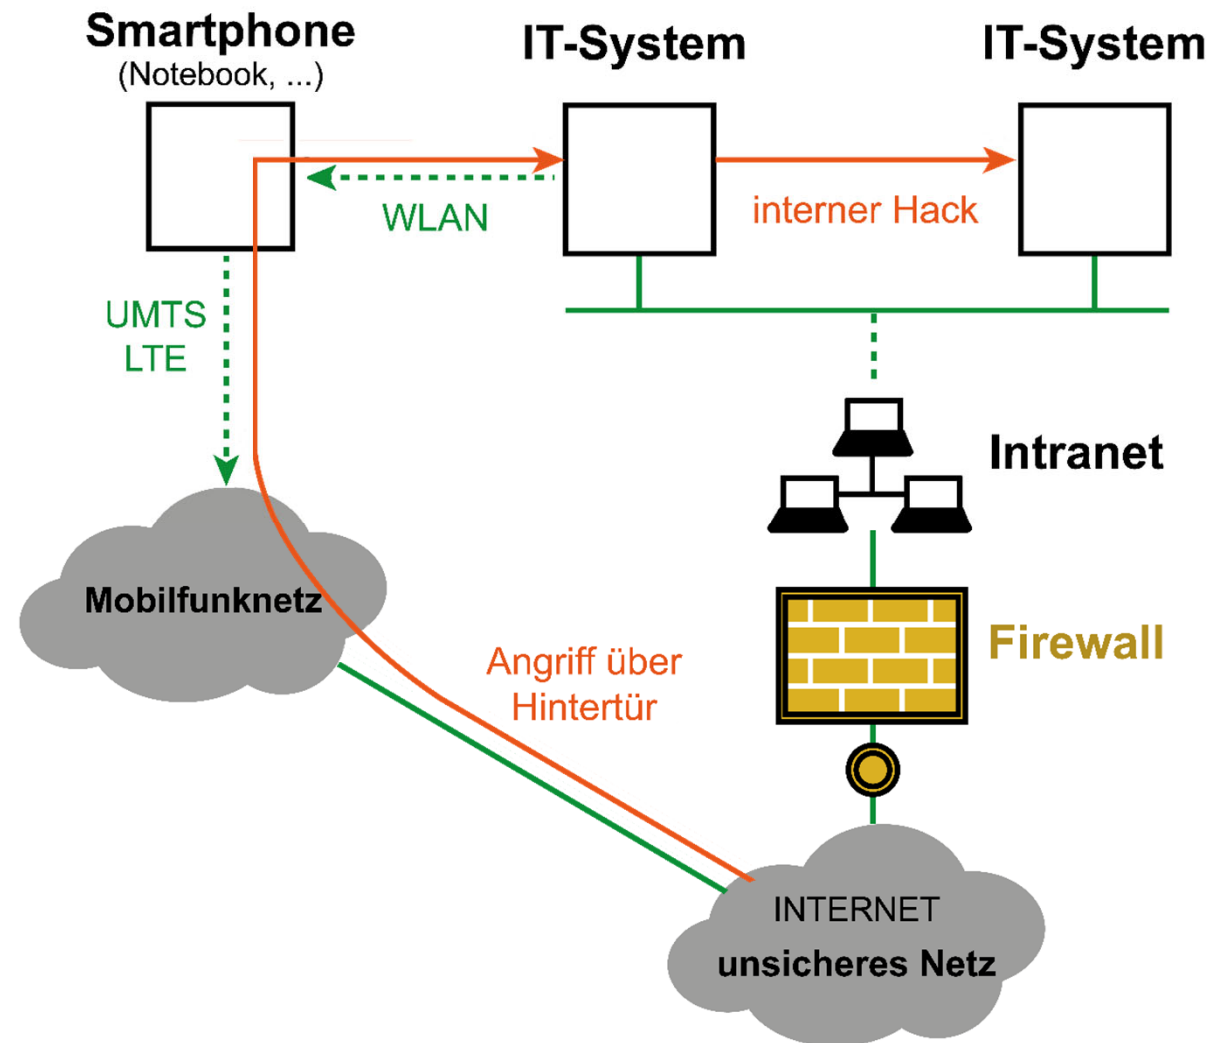 Smartphone
(Notebook, ...)
IT-System
IT-System
WLAN
interner Hack
UMTS
LTE
Intranet
Mobilfunknetz
Firewall
Angriff über
Hintertür
INTERNET
unsicheres Netz